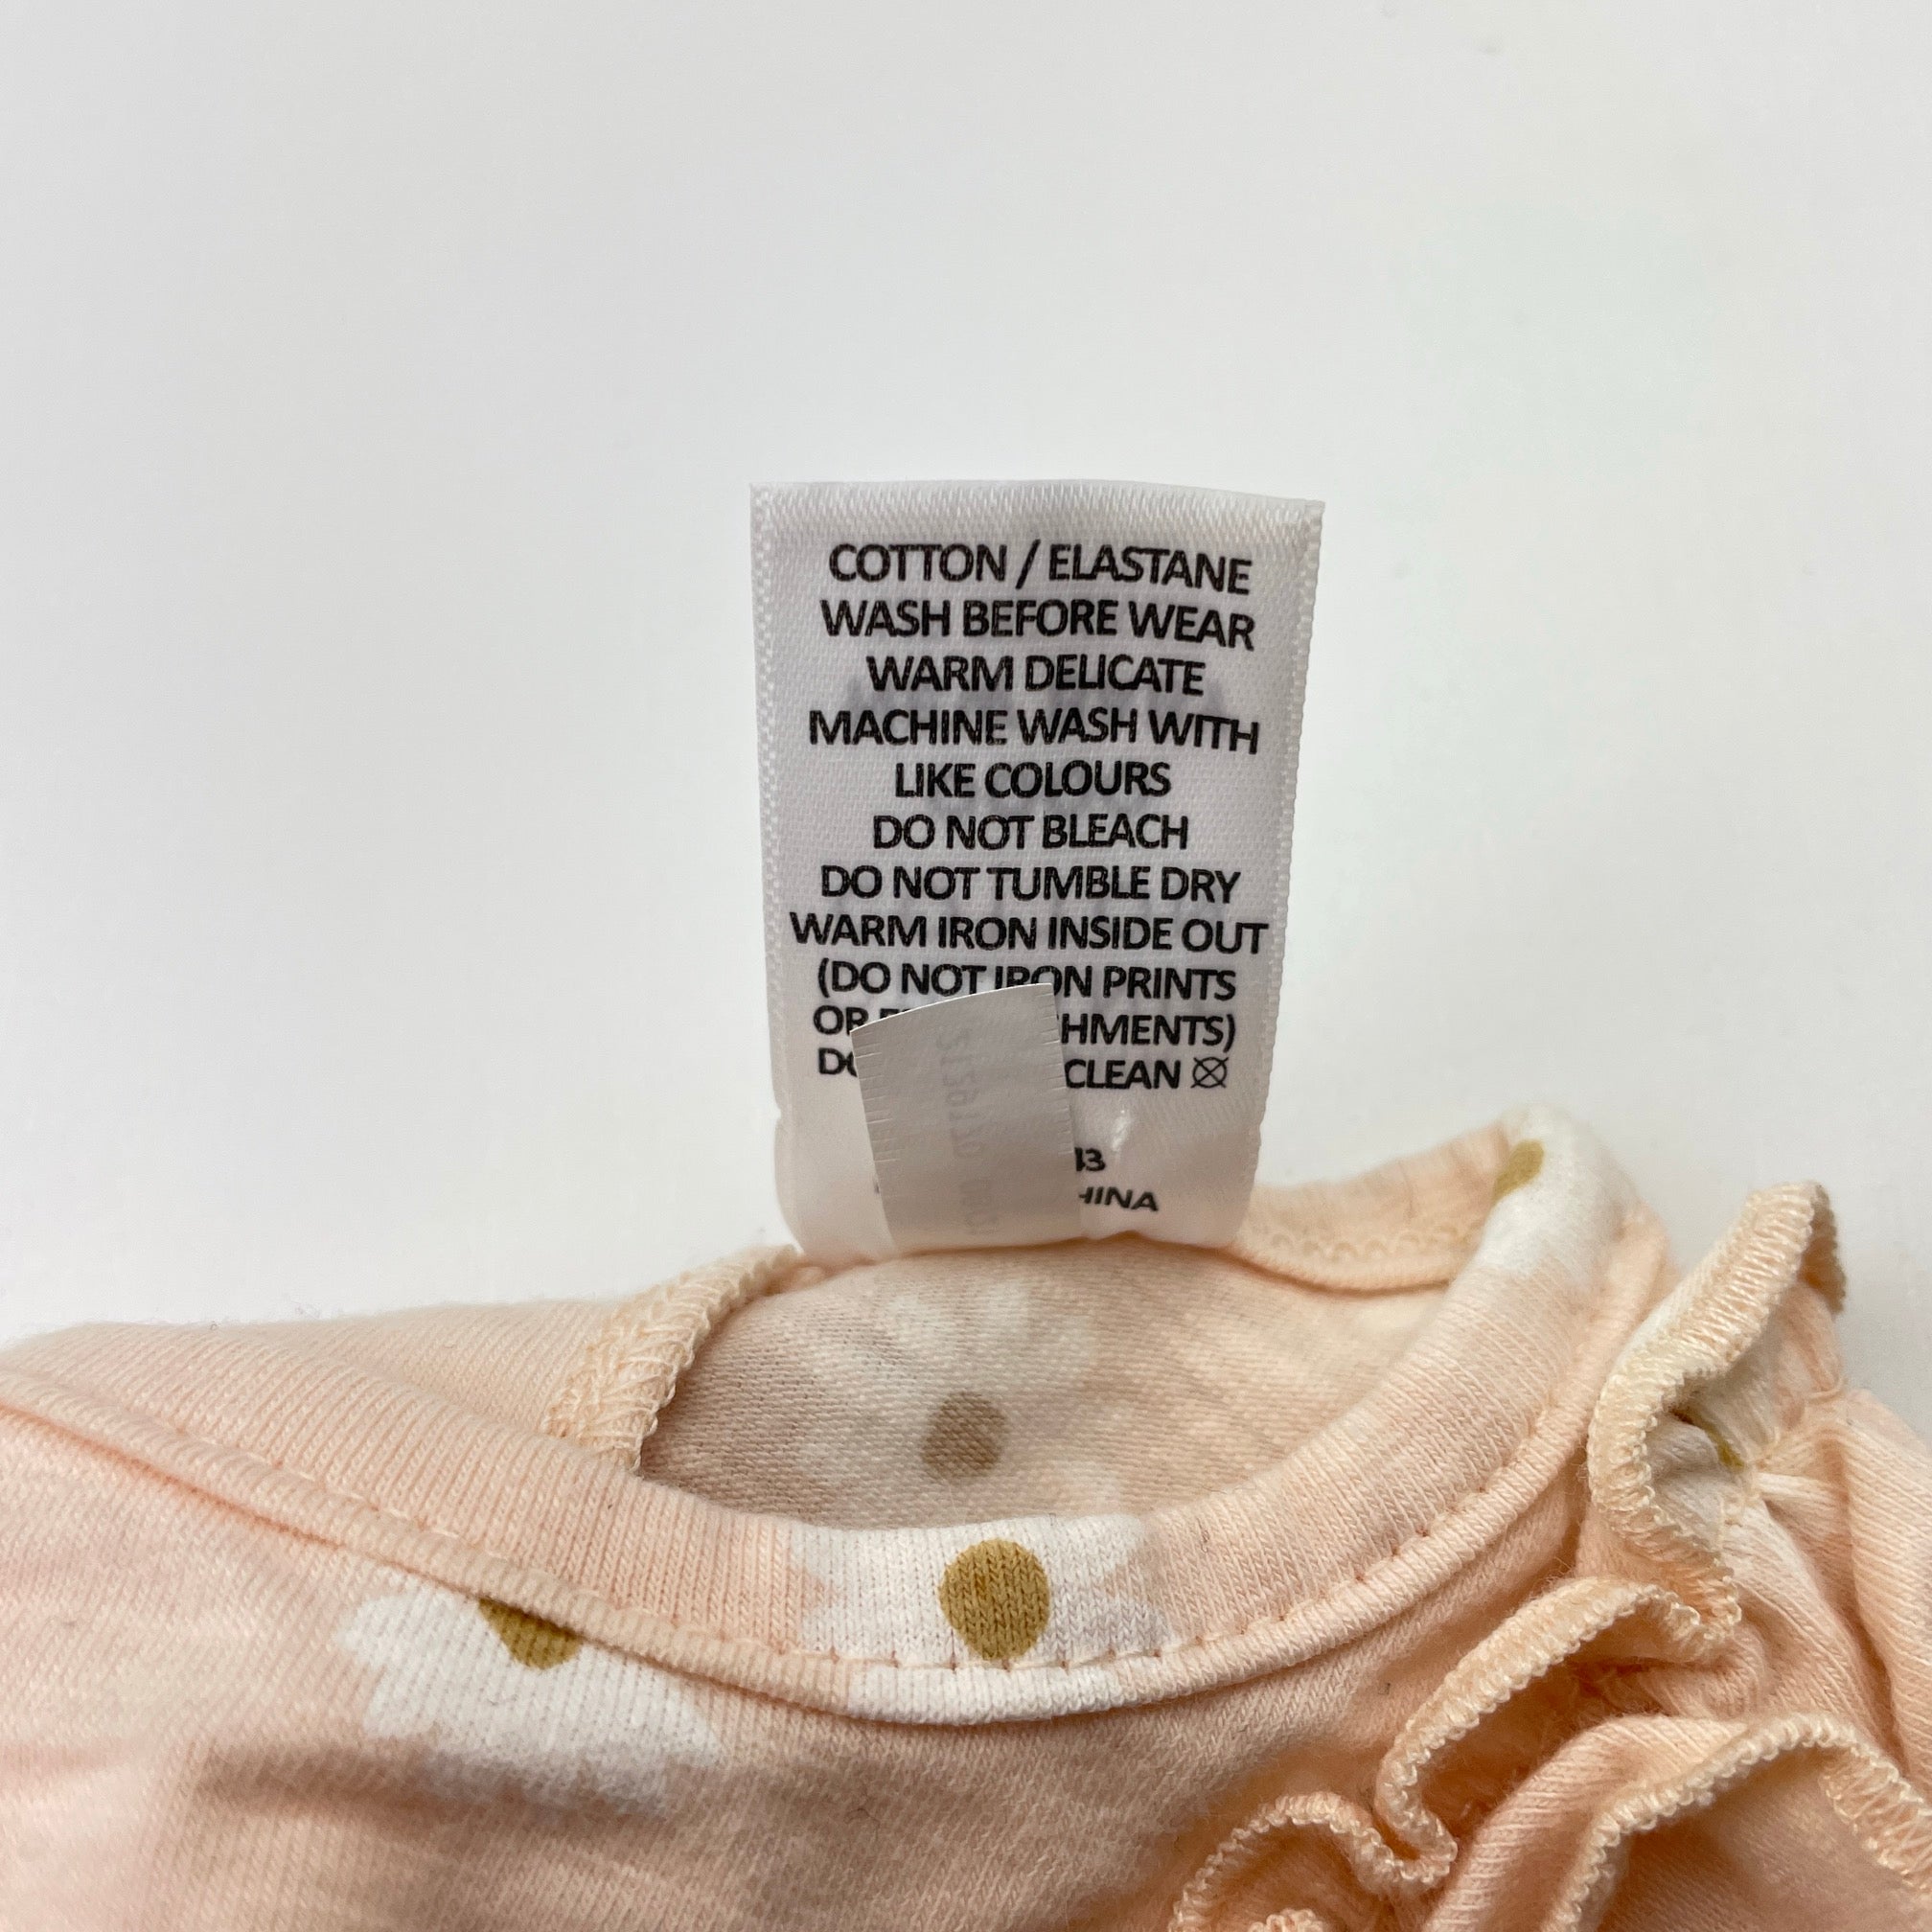 COTTON / ELASTANE
WASH BEFORE WEAR
WARM DELICATE
MACHINE WASH WITH
LIKE COLOURS
DO NOT BLEACH
DO NOT TUMBLE DRY
WARM IRON INSIDE OUT
(DO NOT IRON PRINTS
OR
CLEAN